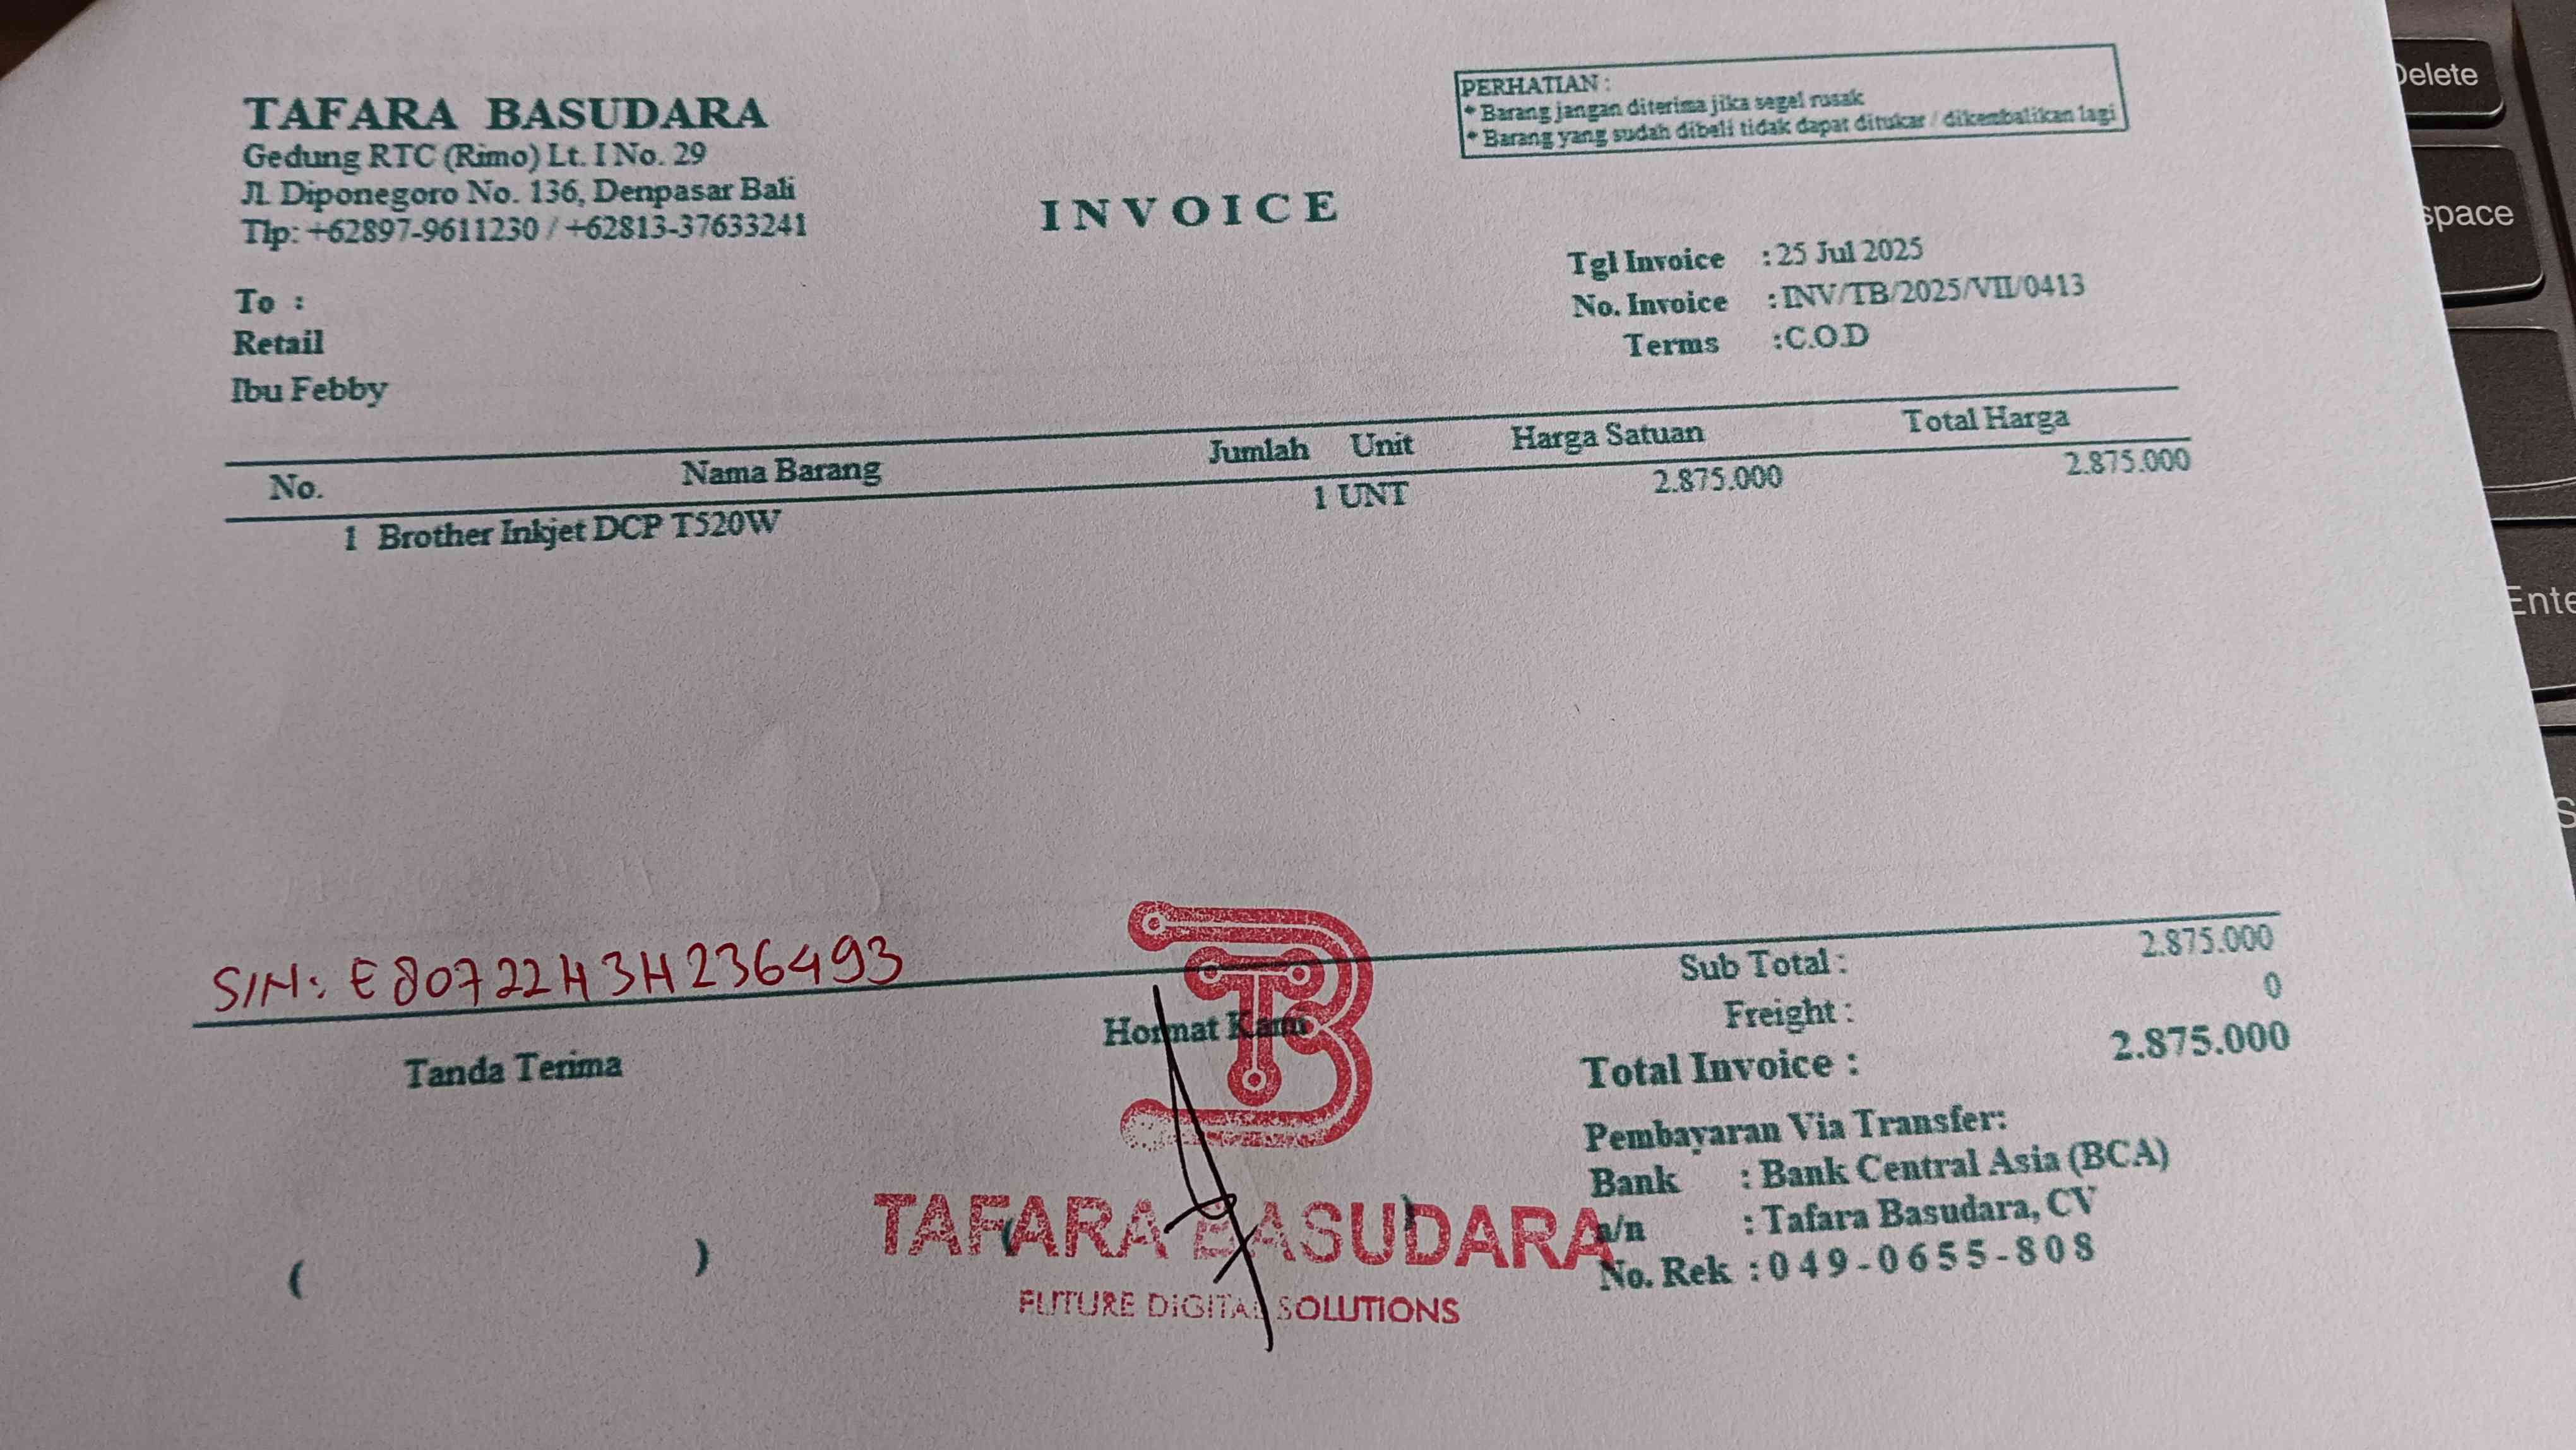 TAFARA BASUDARA
Gedung RTC (Rimo) Lt. I No. 29
Jl. Diponegoro No. 136, Denpasar Bali
Tlp: +62897-9611230 / +62813-37633241
PERHATIAN :
* Barang jangan diterima jika segel rusak
* Barang yang sudah dibeli tidak dapat ditukar / dikembalikan lagi
INVOICE
Tgl Invoice : 25 Jul 2025
No. Invoice : INV/TB/2025/VII/0413
Terms : C.O.D
To :
Retail
Ibu Febby
No. Nama Barang Jumlah Unit Harga Satuan Total Harga
1 Brother Inkjet DCP T520W 1 UNT 2.875.000 2.875.000
S/N: E80722H3H236493
Tanda Terima
( )
Hormat Kami
( )
TB
TAFARA BASUDARA
FUTURE DIGITAL SOLUTIONS
Sub Total : 2.875.000
Freight : 0
Total Invoice : 2.875.000
Pembayaran Via Transfer:
Bank : Bank Central Asia (BCA)
a/n : Tafara Basudara, CV
No. Rek : 049-0655-808
Delete
space
Ente
S